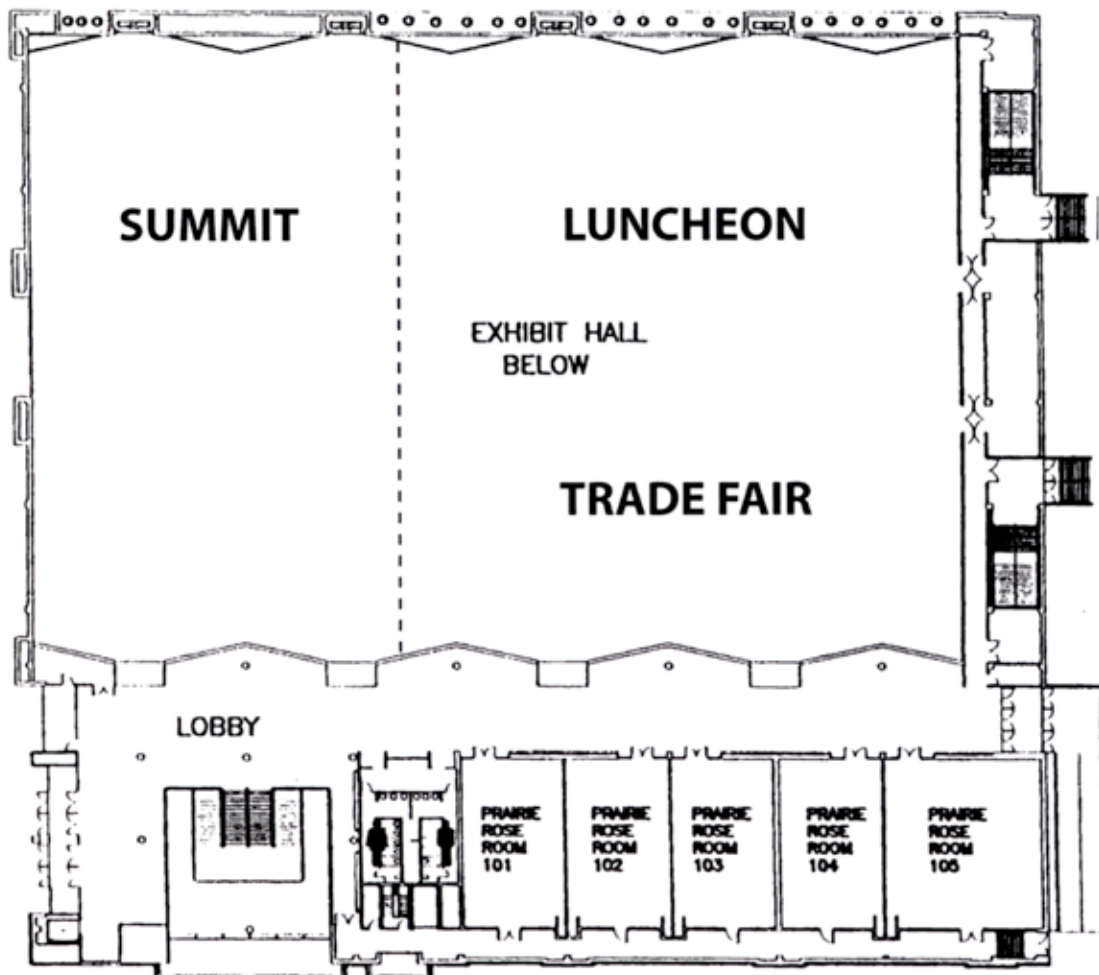 SUMMIT
LUNCHEON
EXHIBIT HALL
BELOW
TRADE FAIR
LOBBY
PRAIRIE
ROSE
ROOM
101
PRAIRIE
ROSE
ROOM
102
PRAIRIE
ROSE
ROOM
103
PRAIRIE
ROSE
ROOM
104
PRAIRIE
ROSE
ROOM
105